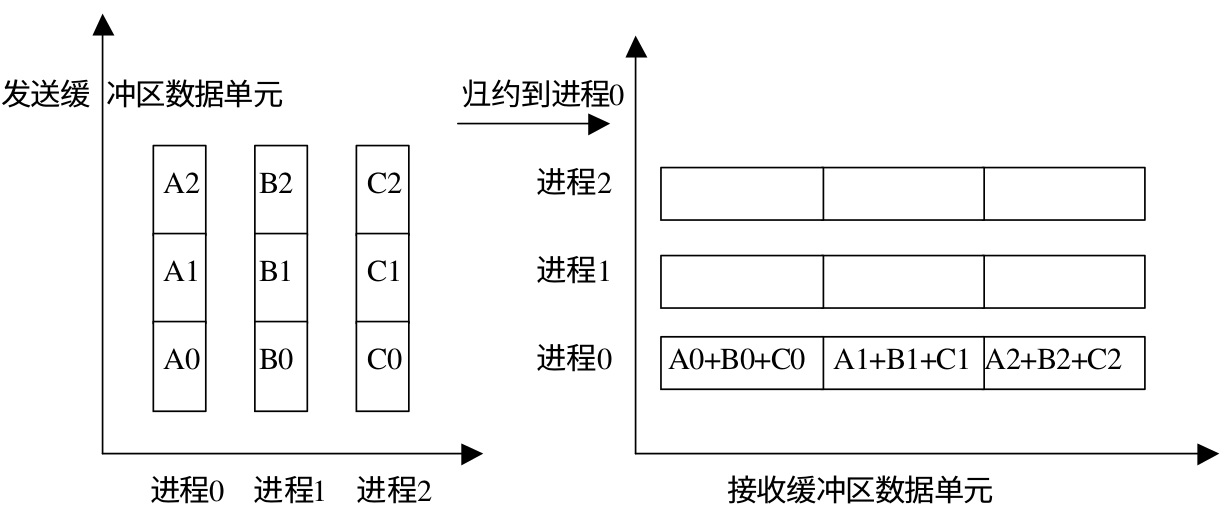 发送缓 冲区数据单元
归约到进程0
A2 B2 C2
A1 B1 C1
A0 B0 C0
进程0 进程1 进程2
进程2
进程1
进程0 A0+B0+C0 A1+B1+C1 A2+B2+C2
接收缓冲区数据单元